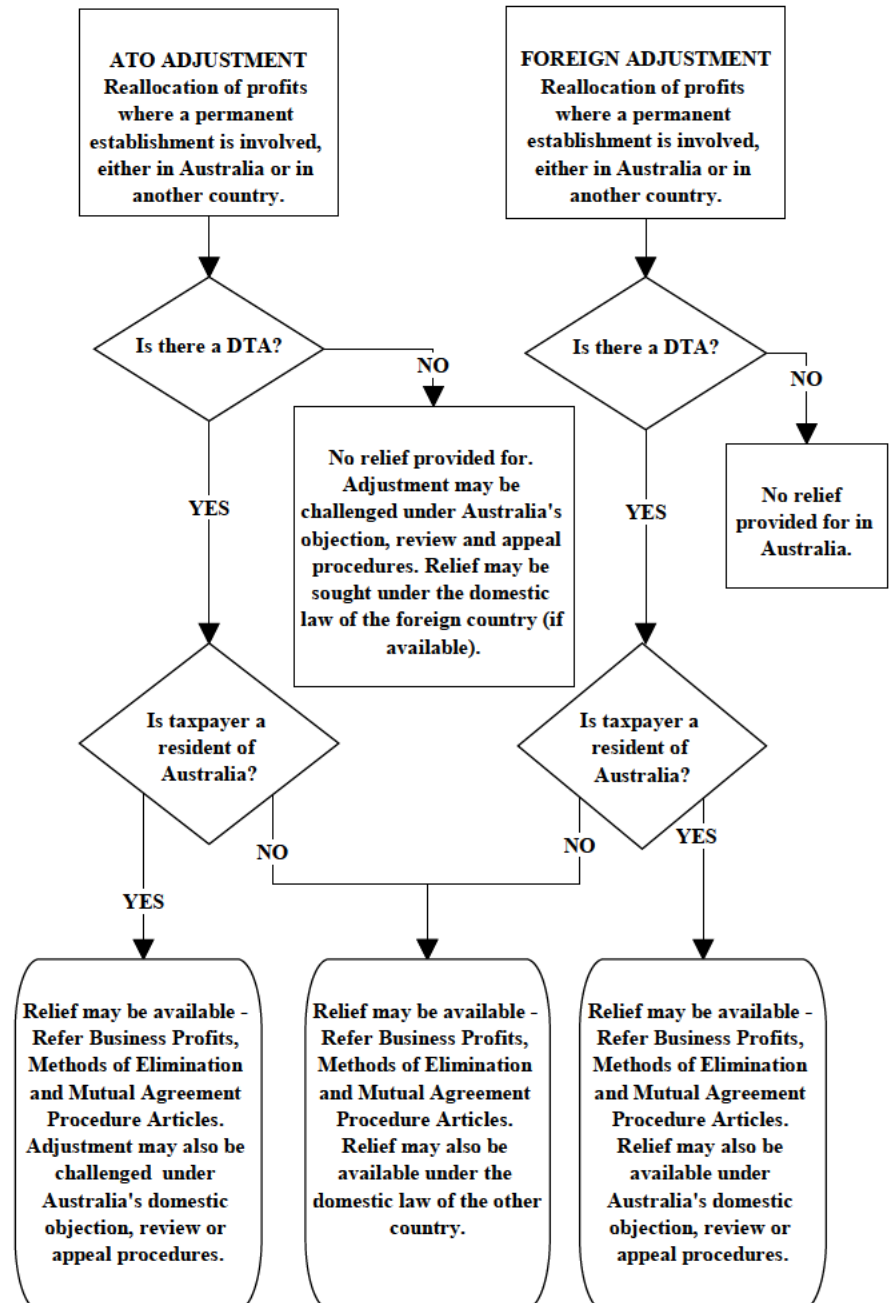 ATO ADJUSTMENT
Reallocation of profits
where a permanent
establishment is involved,
either in Australia or in
another country.
FOREIGN ADJUSTMENT
Reallocation of profits
where a permanent
establishment is involved,
either in Australia or in
another country.
Is there a DTA?
NO
Is there a DTA?
NO
YES
No relief provided for.
Adjustment may be
challenged under Australia's
objection, review and appeal
procedures. Relief may be
sought under the domestic
law of the foreign country (if
available).
YES
No relief
provided for in
Australia.
Is taxpayer a
resident of
Australia?
Is taxpayer a
resident of
Australia?
YES
NO
NO
YES
Relief may be available -
Refer Business Profits,
Methods of Elimination
and Mutual Agreement
Procedure Articles.
Adjustment may also be
challenged under
Australia's domestic
objection, review or
appeal procedures.
Relief may be available -
Refer Business Profits,
Methods of Elimination
and Mutual Agreement
Procedure Articles.
Relief may also be
available under the
domestic law of the other
country.
Relief may be available -
Refer Business Profits,
Methods of Elimination
and Mutual Agreement
Procedure Articles.
Relief may also be
available under
Australia's domestic
objection, review or
appeal procedures.